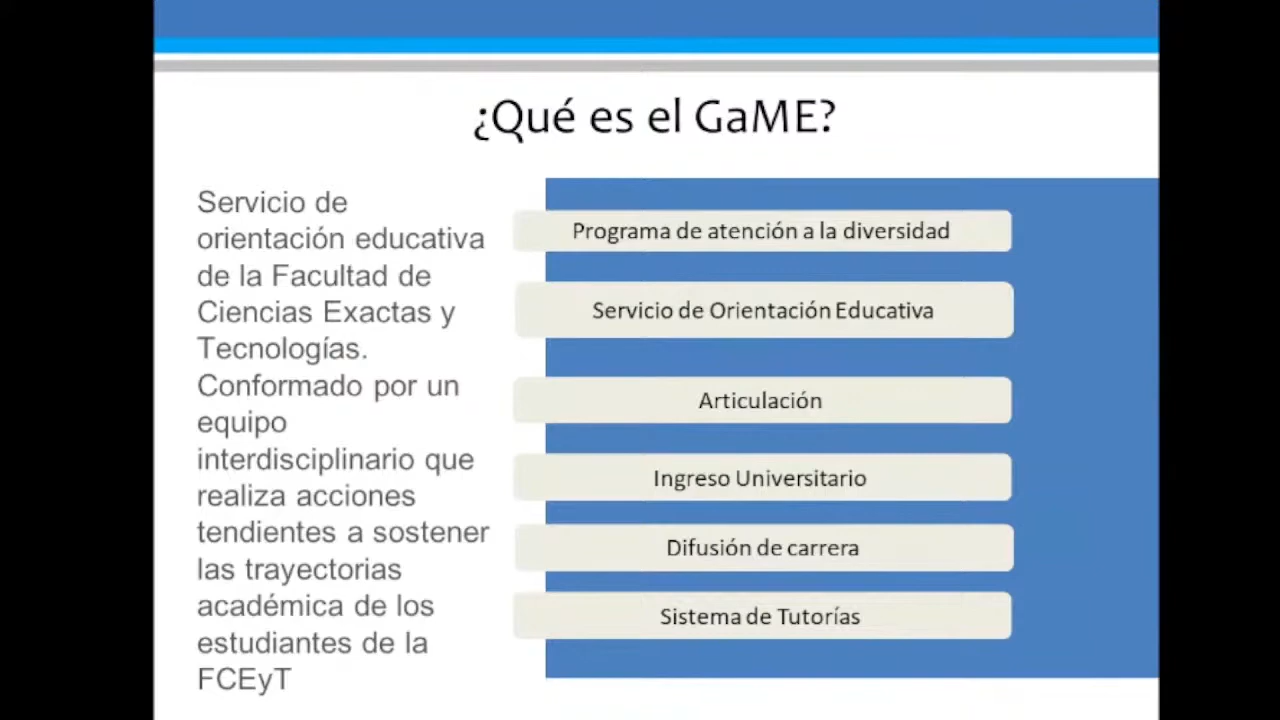 ¿Qué es el GaME?
Servicio de
orientación educativa
de la Facultad de
Ciencias Exactas y
Tecnologías.
Conformado por un
equipo
interdisciplinario que
realiza acciones
tendientes a sostener
las trayectorias
académica de los
estudiantes de la
FCEyT
Programa de atención a la diversidad
Servicio de Orientación Educativa
Articulación
Ingreso Universitario
Difusión de carrera
Sistema de Tutorías